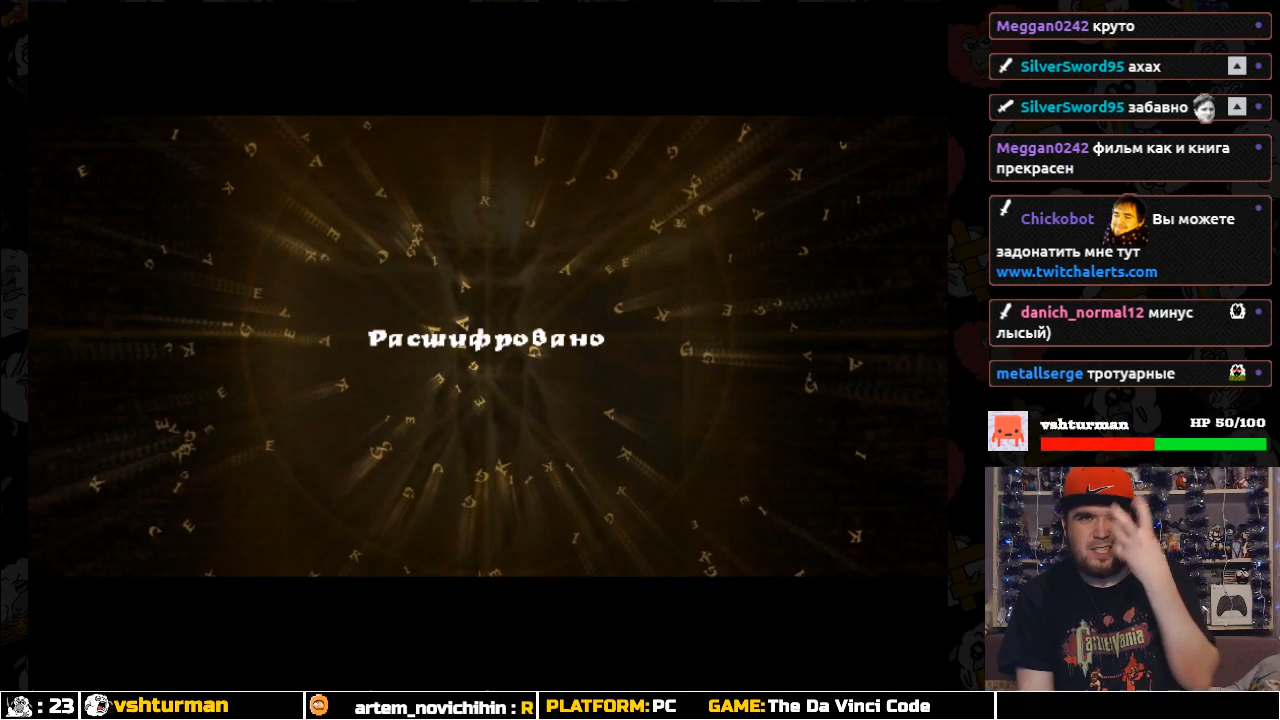 Meggan0242 круто
SilverSword95 ахах
SilverSword95 забавно
Meggan0242 фильм как и книга
прекрасен
Chickobot Вы можете
задонатить мне тут
www.twitchalerts.com
danich_normal12 минус
лысый)
metallserge тротуарные
Расшифровано
vshturman HP 50/100
Castlevania
: 23 vshturman artem_novichihin : R PLATFORM: PC GAME: The Da Vinci Code